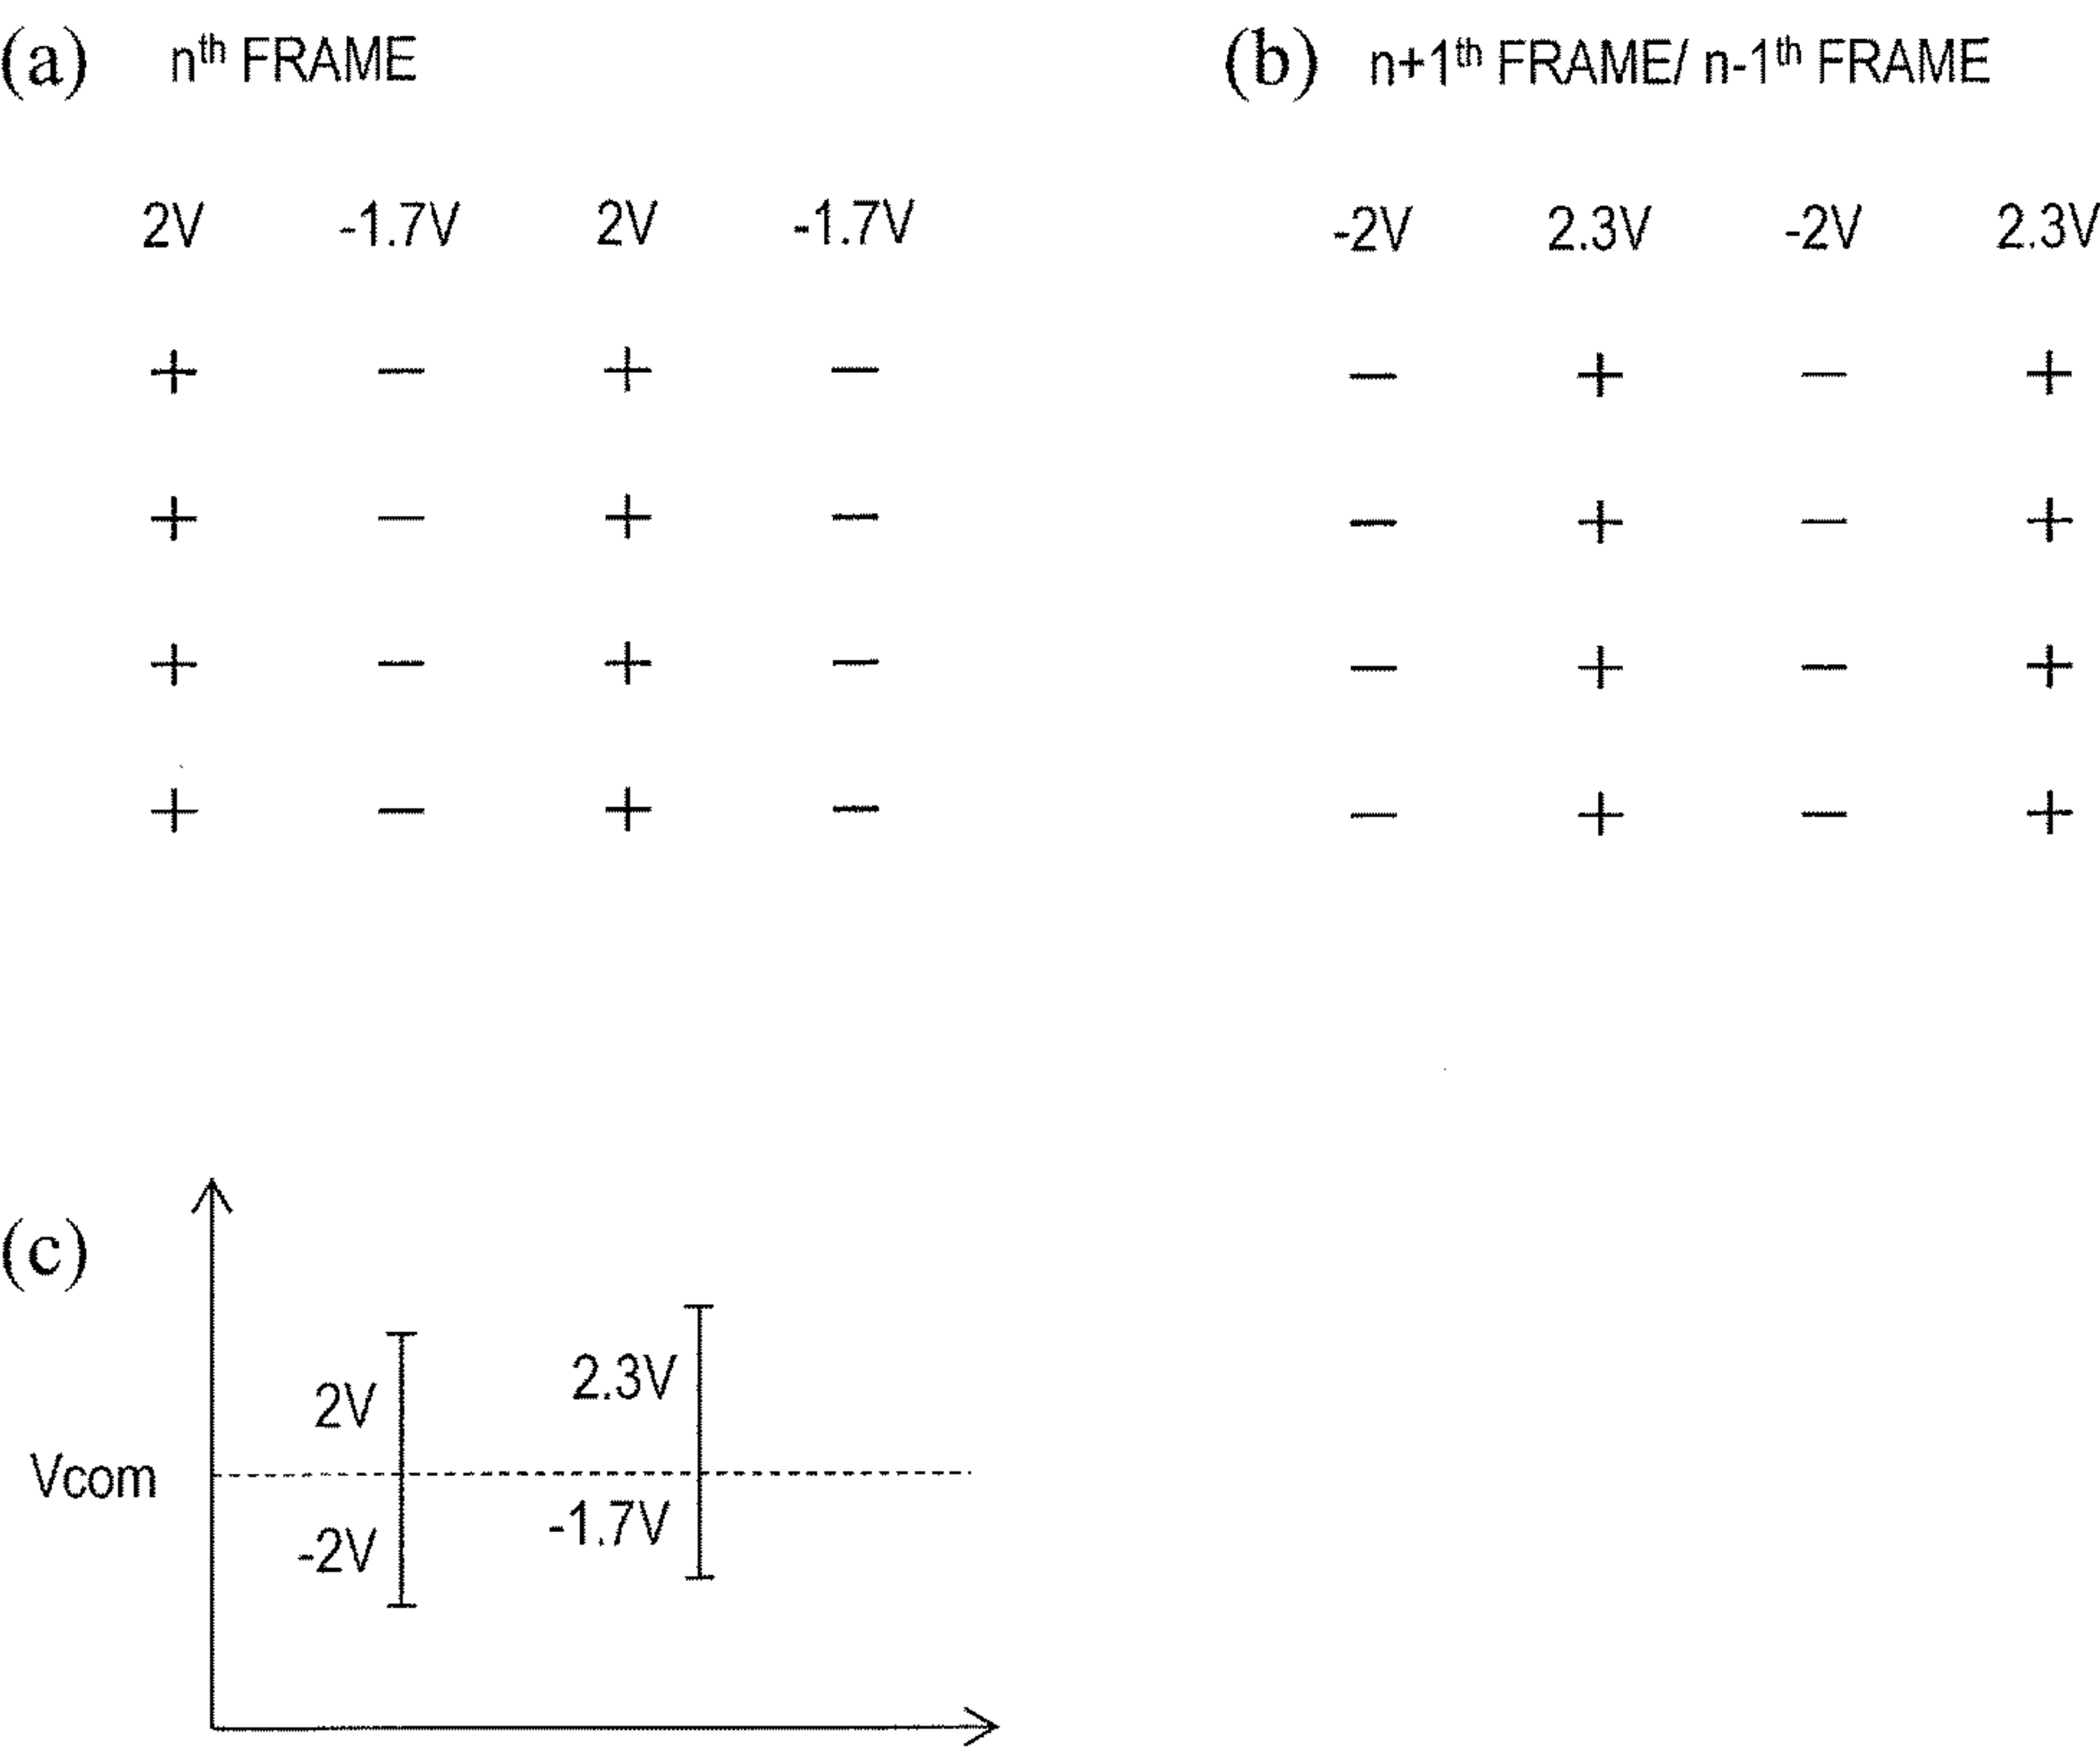 (a) nth FRAME
2V -1.7V 2V -1.7V
+ − + −
+ − + −
+ − + −
+ − + −
(b) n+1th FRAME/ n-1th FRAME
-2V 2.3V -2V 2.3V
− + − +
− + − +
− + − +
− + − +
(c)
2V 2.3V
Vcom
-2V -1.7V